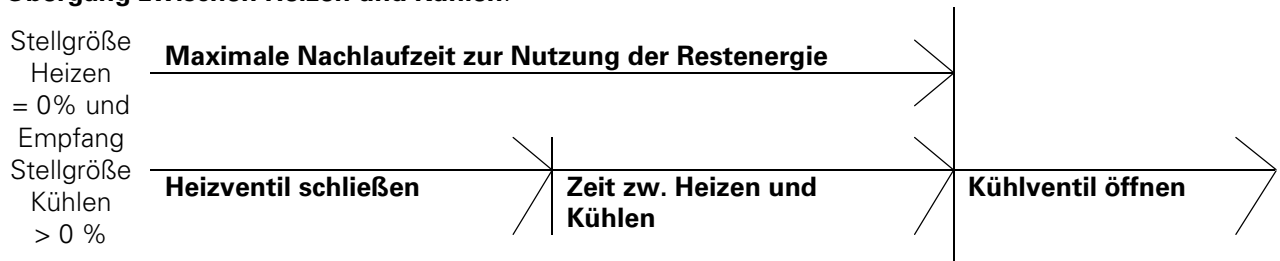 Übergang zwischen Heizen und Kühlen:
Stellgröße
Heizen
= 0% und
Empfang
Stellgröße
Kühlen
> 0 %
Maximale Nachlaufzeit zur Nutzung der Restenergie
Heizventil schließen
Zeit zw. Heizen und
Kühlen
Kühlventil öffnen